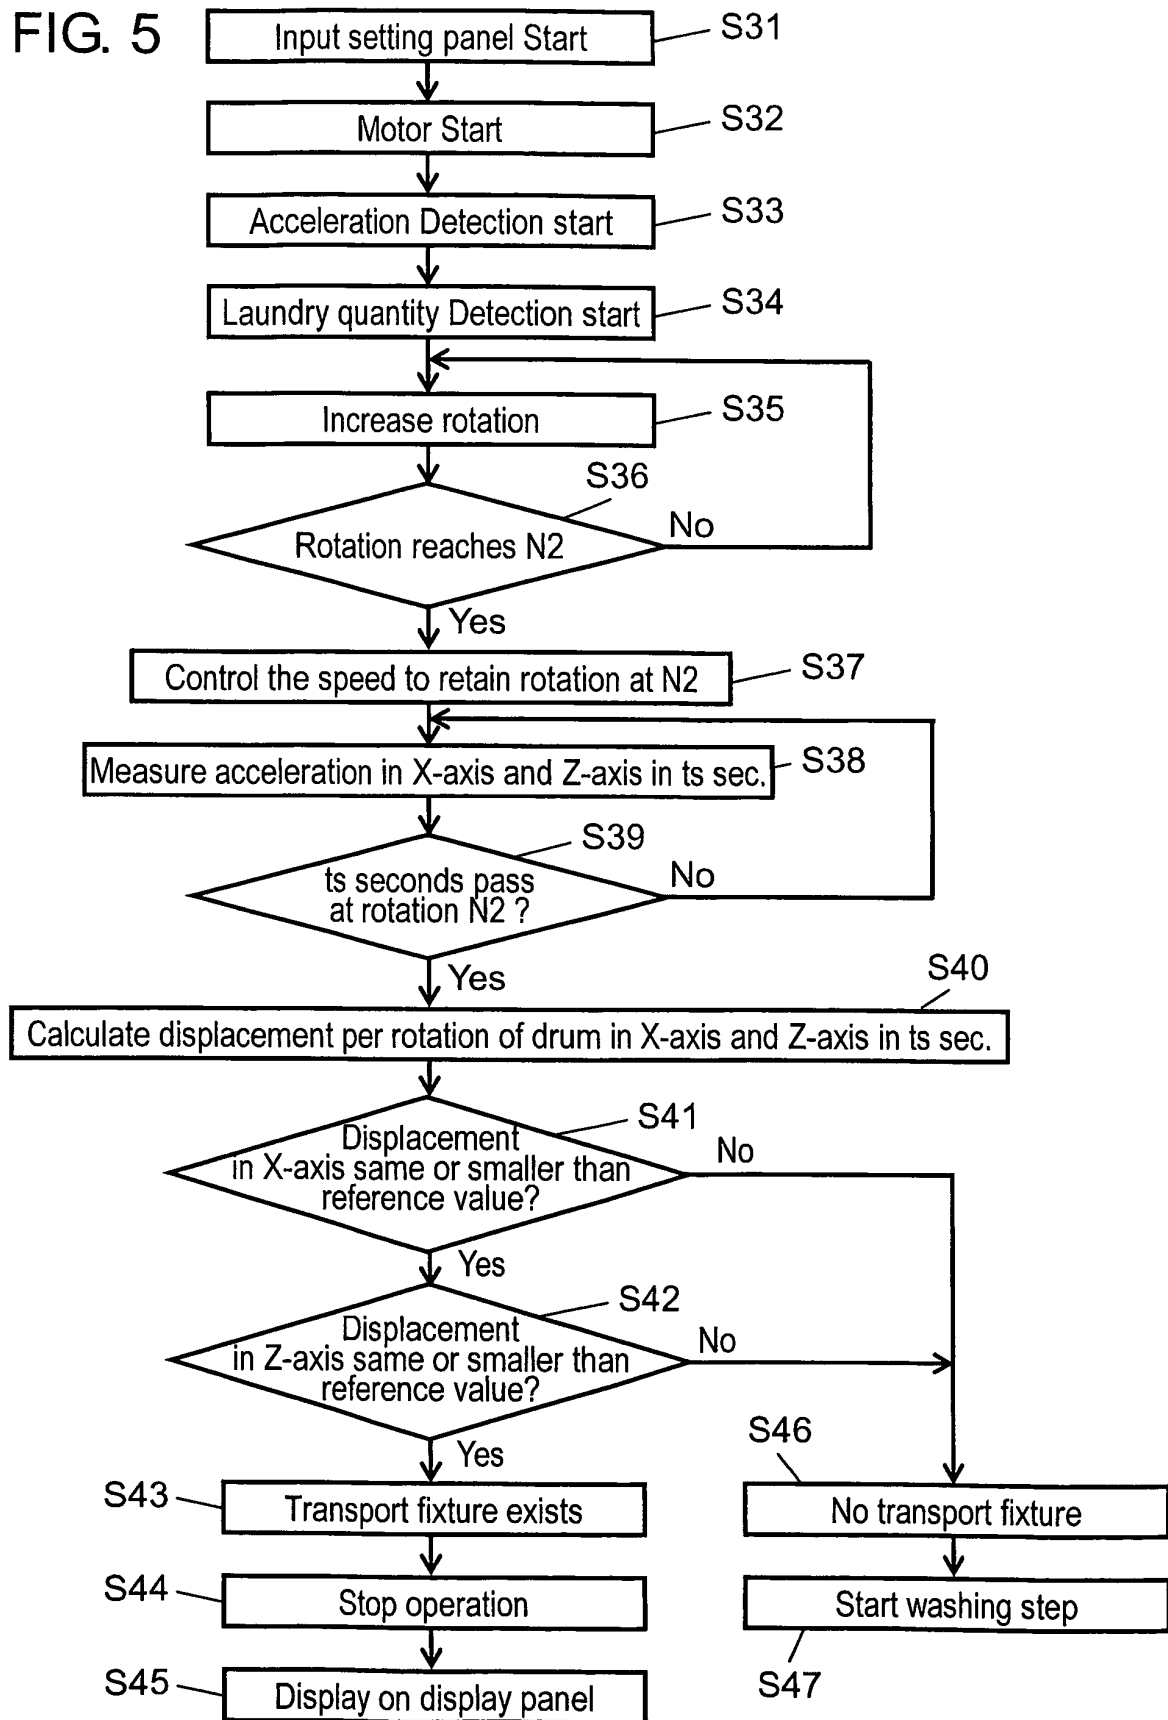 FIG. 5
Input setting panel Start
S31
Motor Start
S32
Acceleration Detection start
S33
Laundry quantity Detection start
S34
Increase rotation
S35
S36
Rotation reaches N2
No
Yes
Control the speed to retain rotation at N2
S37
Measure acceleration in X-axis and Z-axis in ts sec.
S38
S39
ts seconds pass
at rotation N2 ?
No
Yes
S40
Calculate displacement per rotation of drum in X-axis and Z-axis in ts sec.
S41
Displacement
in X-axis same or smaller than
reference value?
No
Yes
S42
Displacement
in Z-axis same or smaller than
reference value?
No
Yes
S43
Transport fixture exists
S44
Stop operation
S45
Display on display panel
S46
No transport fixture
Start washing step
S47